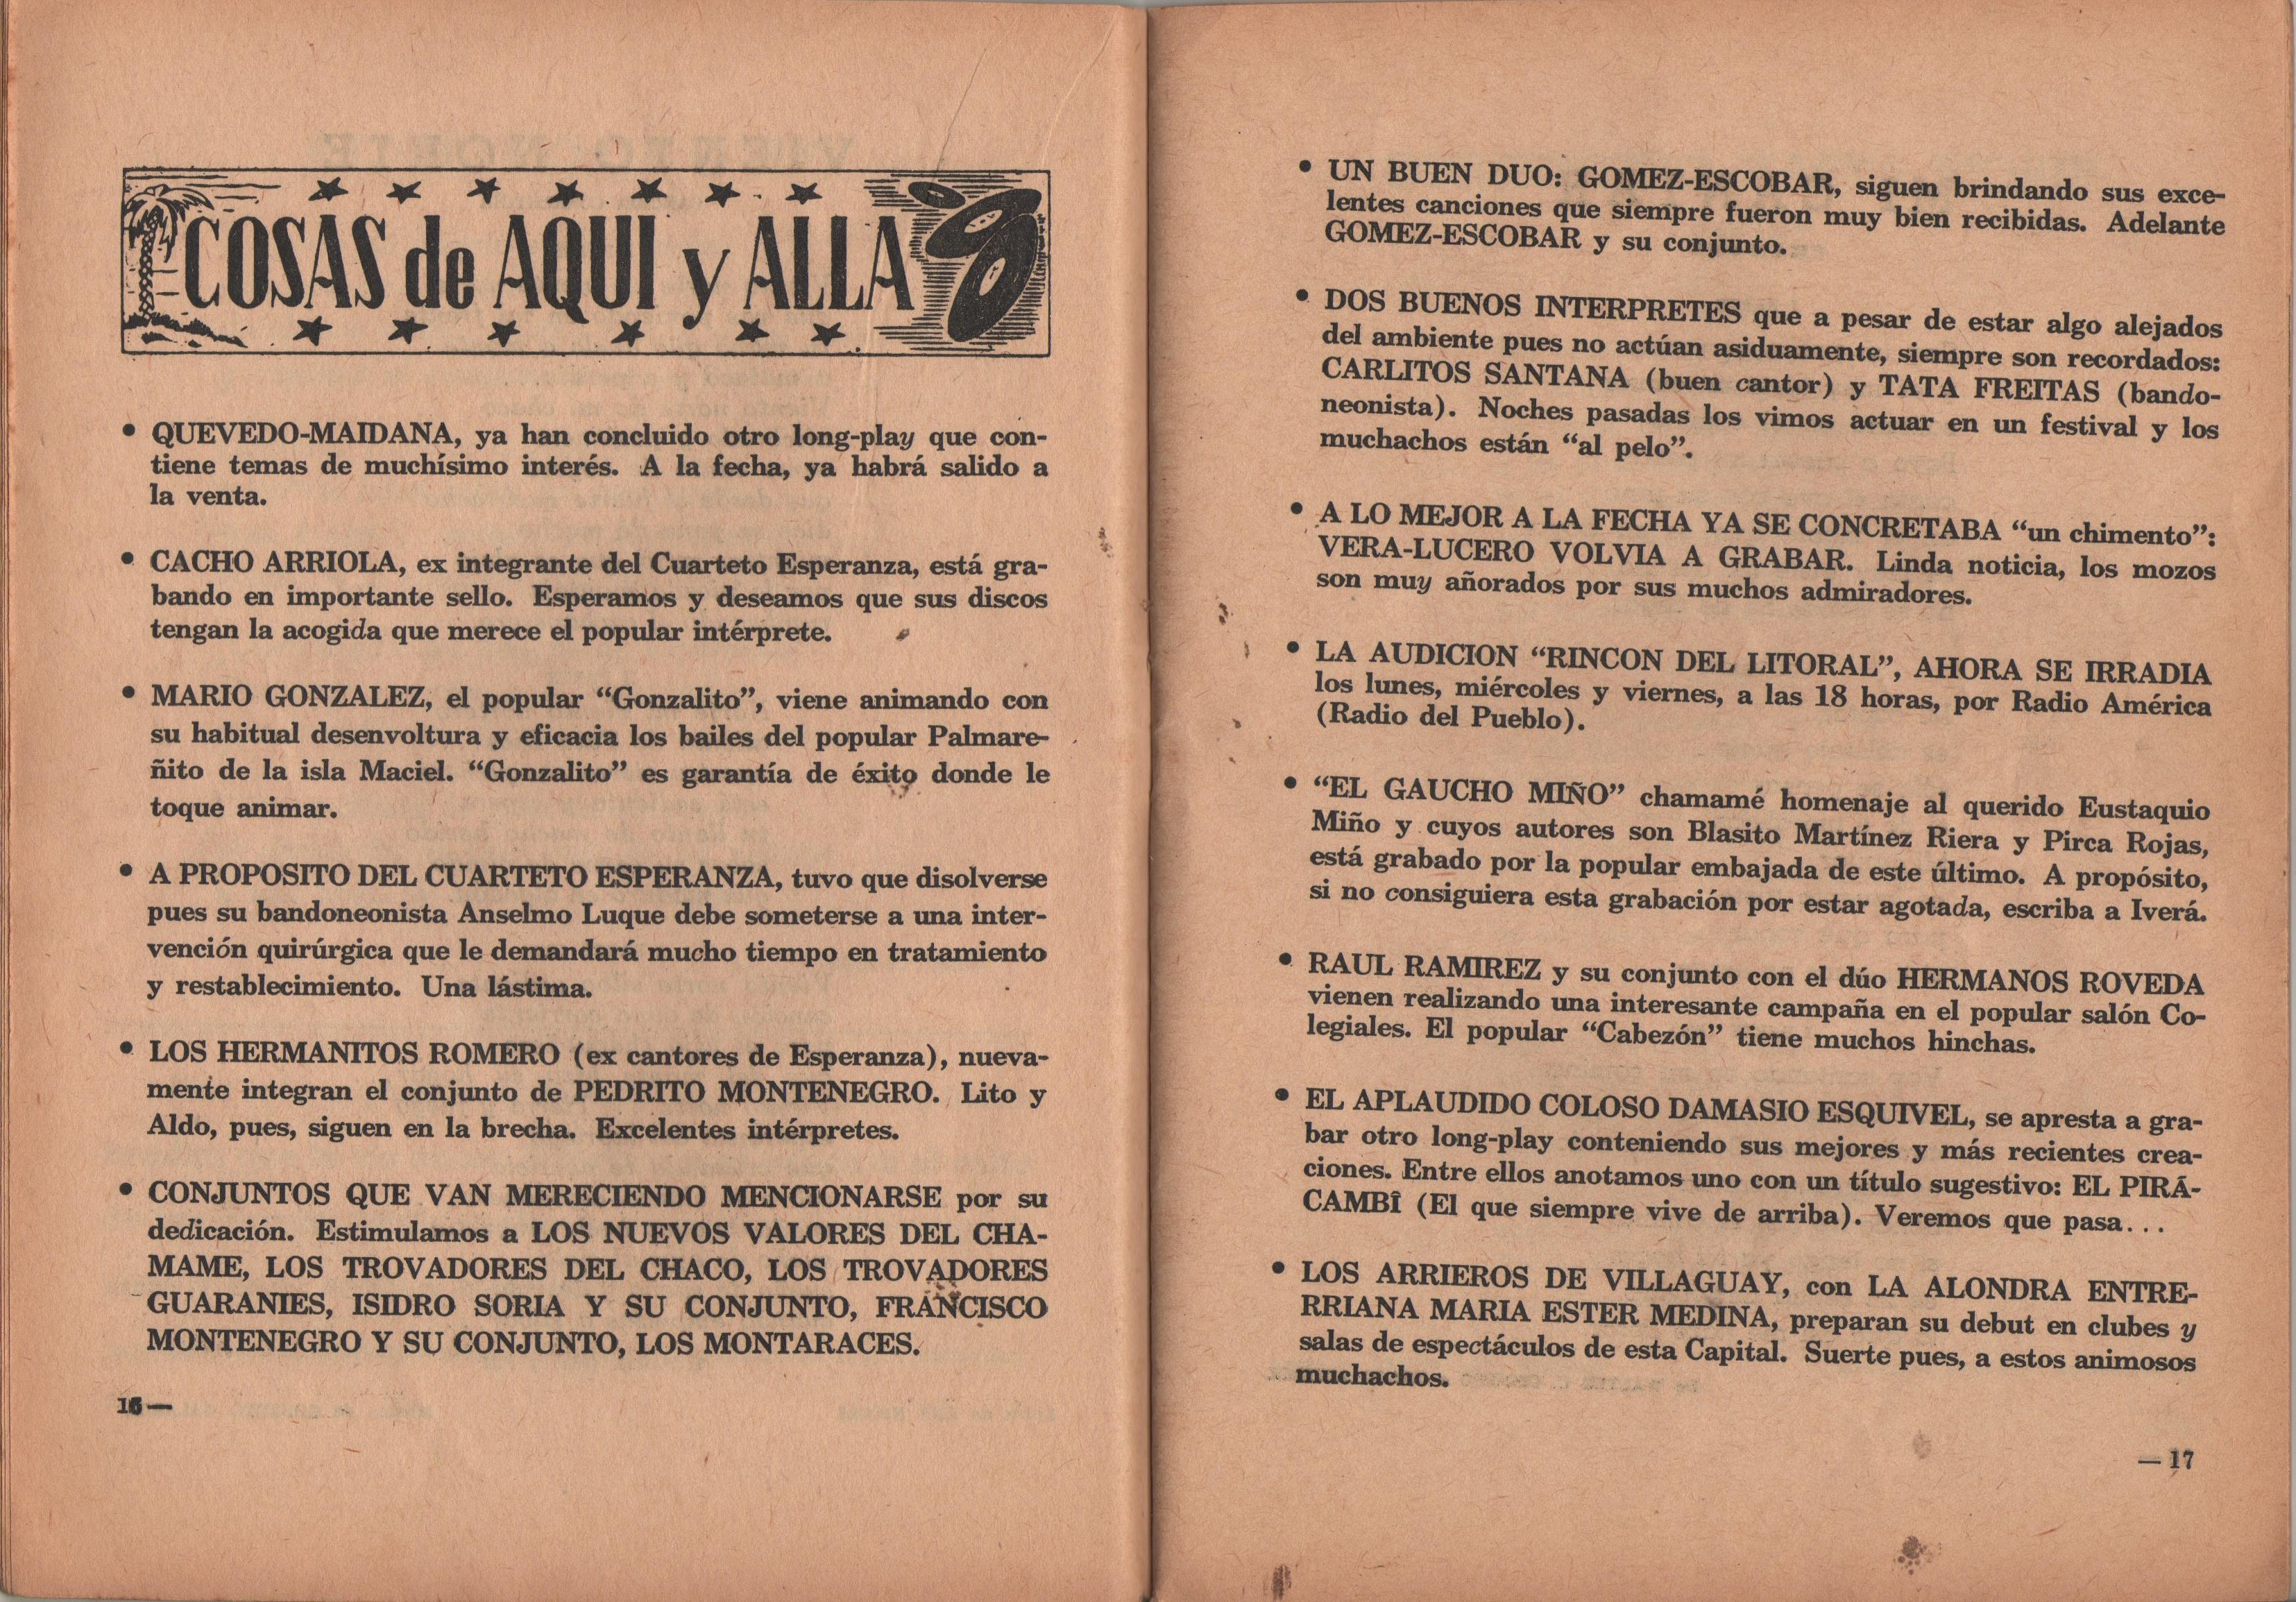 COSAS de AQUI y ALLA
• QUEVEDO-MAIDANA, ya han concluido otro long-play que con-
tiene temas de muchísimo interés. A la fecha, ya habrá salido a
la venta.
• CACHO ARRIOLA, ex integrante del Cuarteto Esperanza, está gra-
bando en importante sello. Esperamos y deseamos que sus discos
tengan la acogida que merece el popular intérprete.
• MARIO GONZALEZ, el popular “Gonzalito”, viene animando con
su habitual desenvoltura y eficacia los bailes del popular Palmare-
ñito de la isla Maciel. “Gonzalito” es garantía de éxito donde le
toque animar.
• A PROPOSITO DEL CUARTETO ESPERANZA, tuvo que disolverse
pues su bandoneonista Anselmo Luque debe someterse a una inter-
vención quirúrgica que le demandará mucho tiempo en tratamiento
y restablecimiento. Una lástima.
• LOS HERMANITOS ROMERO (ex cantores de Esperanza), nueva-
mente integran el conjunto de PEDRITO MONTENEGRO. Lito y
Aldo, pues, siguen en la brecha. Excelentes intérpretes.
• CONJUNTOS QUE VAN MERECIENDO MENCIONARSE por su
dedicación. Estimulamos a LOS NUEVOS VALORES DEL CHA-
MAME, LOS TROVADORES DEL CHACO, LOS TROVADORES
GUARANIES, ISIDRO SORIA Y SU CONJUNTO, FRANCISCO
MONTENEGRO Y SU CONJUNTO, LOS MONTARACES.
16—
• UN BUEN DUO: GOMEZ-ESCOBAR, siguen brindando sus exce-
lentes canciones que siempre fueron muy bien recibidas. Adelante
GOMEZ-ESCOBAR y su conjunto.
• DOS BUENOS INTERPRETES que a pesar de estar algo alejados
del ambiente pues no actúan asiduamente, siempre son recordados:
CARLITOS SANTANA (buen cantor) y TATA FREITAS (bando-
neonista). Noches pasadas los vimos actuar en un festival y los
muchachos están “al pelo”.
• A LO MEJOR A LA FECHA YA SE CONCRETABA “un chimento”:
VERA-LUCERO VOLVIA A GRABAR. Linda noticia, los mozos
son muy añorados por sus muchos admiradores.
• LA AUDICION “RINCON DEL LITORAL”, AHORA SE IRRADIA
los lunes, miércoles y viernes, a las 18 horas, por Radio América
(Radio del Pueblo).
• “EL GAUCHO MIÑO” chamamé homenaje al querido Eustaquio
Miño y cuyos autores son Blasito Martínez Riera y Pirca Rojas,
está grabado por la popular embajada de este último. A propósito,
si no consiguiera esta grabación por estar agotada, escriba a Iverá.
• RAUL RAMIREZ y su conjunto con el dúo HERMANOS ROVEDA
vienen realizando una interesante campaña en el popular salón Co-
legiales. El popular “Cabezón” tiene muchos hinchas.
• EL APLAUDIDO COLOSO DAMASIO ESQUIVEL, se apresta a gra-
bar otro long-play conteniendo sus mejores y más recientes crea-
ciones. Entre ellos anotamos uno con un título sugestivo: EL PIRÁ-
CAMBÎ (El que siempre vive de arriba). Veremos que pasa...
• LOS ARRIEROS DE VILLAGUAY, con LA ALONDRA ENTRE-
RRIANA MARIA ESTER MEDINA, preparan su debut en clubes y
salas de espectáculos de esta Capital. Suerte pues, a estos animosos
muchachos.
— 17